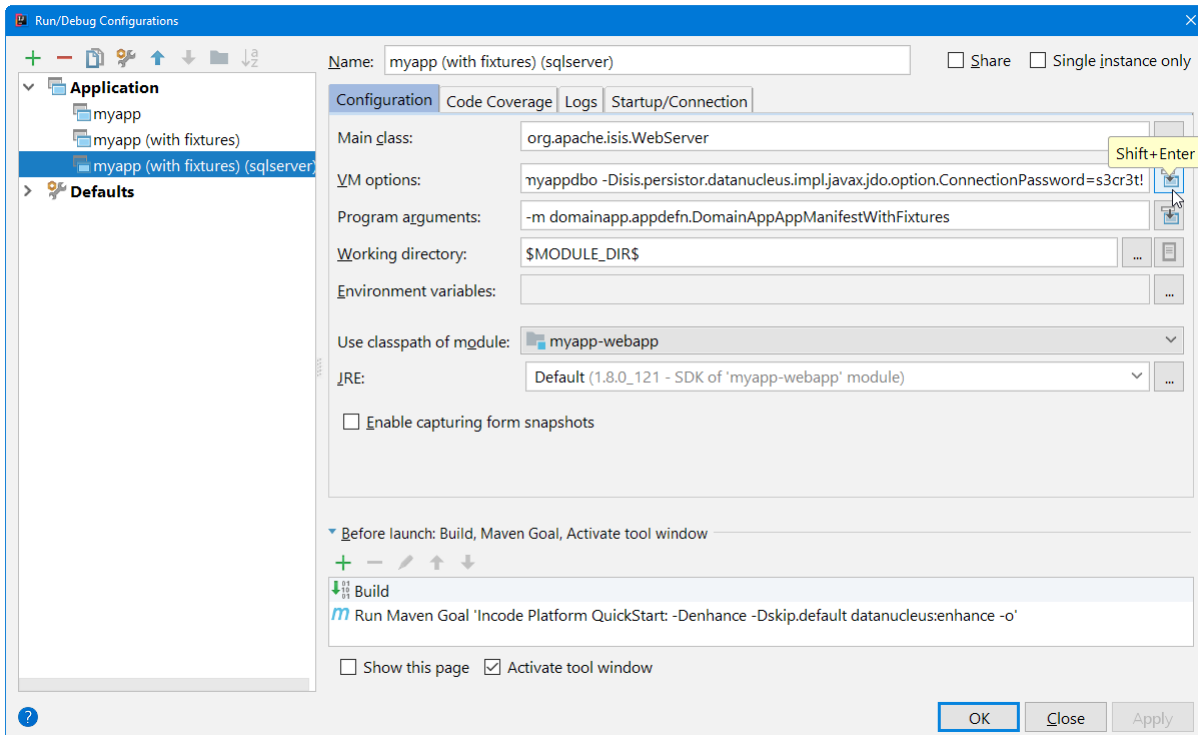 Run/Debug Configurations
Name: myapp (with fixtures) (sqlserver)
Share
Single instance only
Application
myapp
myapp (with fixtures)
myapp (with fixtures) (sqlserver)
Defaults
Configuration
Code Coverage
Logs
Startup/Connection
Main class: org.apache.isis.WebServer
Shift+Enter
VM options: myappdbo -Disis.persistor.datanucleus.impl.javax.jdo.option.ConnectionPassword=s3cr3t!
Program arguments: -m domainapp.appdefn.DomainAppAppManifestWithFixtures
Working directory: $MODULE_DIR$ ...
Environment variables: ...
Use classpath of module: myapp-webapp
JRE: Default (1.8.0_121 - SDK of 'myapp-webapp' module) ...
Enable capturing form snapshots
Before launch: Build, Maven Goal, Activate tool window
Build
Run Maven Goal 'Incode Platform QuickStart: -Denhance -Dskip.default datanucleus:enhance -o'
Show this page
Activate tool window
?
OK
Close
Apply